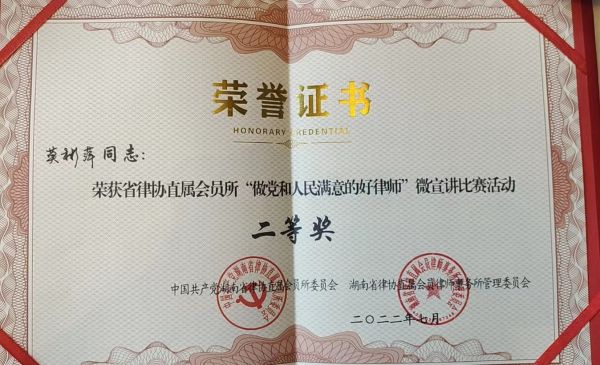 荣誉证书
HONORARY CREDENTIAL
莫彬萍同志：
荣获省律协直属会员所“做党和人民满意的好律师”微宣讲比赛活动
二等奖
中国共产党湖南省律协直属会员所委员会 湖南省律协直属会员律师事务所管理委员会
二〇二二年七月